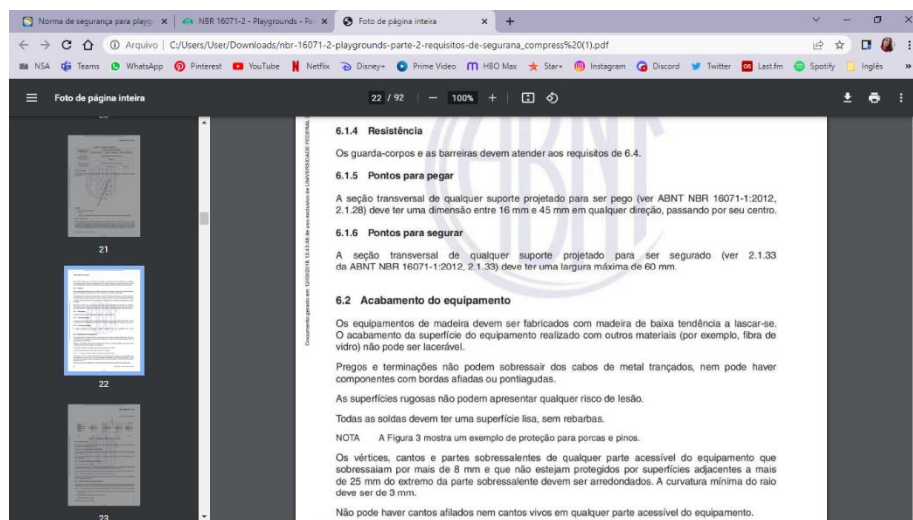 Norma de segurança para playgr
NBR 16071-2 - Playgrounds - Par
Foto de página inteira
Arquivo | C:/Users/User/Downloads/nbr-16071-2-playgrounds-parte-2-requisitos-de-segurana_compress%20(1).pdf
NSA Teams WhatsApp Pinterest YouTube Netflix Disney+ Prime Video HBO Max Star+ Instagram Discord Twitter Last.fm Spotify Inglês »
Foto de página inteira
22 / 92 | — 100% +
6.1.4 Resistência
Os guarda-corpos e as barreiras devem atender aos requisitos de 6.4.
6.1.5 Pontos para pegar
A seção transversal de qualquer suporte projetado para ser pego (ver ABNT NBR 16071-1:2012,
2.1.28) deve ter uma dimensão entre 16 mm e 45 mm em qualquer direção, passando por seu centro.
6.1.6 Pontos para segurar
A seção transversal de qualquer suporte projetado para ser segurado (ver 2.1.33
da ABNT NBR 16071-1:2012, 2.1.33) deve ter uma largura máxima de 60 mm.
6.2 Acabamento do equipamento
Os equipamentos de madeira devem ser fabricados com madeira de baixa tendência a lascar-se.
O acabamento da superfície do equipamento realizado com outros materiais (por exemplo, fibra de
vidro) não pode ser lacerável.
Pregos e terminações não podem sobressair dos cabos de metal trançados, nem pode haver
componentes com bordas afiadas ou pontiagudas.
As superfícies rugosas não podem apresentar qualquer risco de lesão.
Todas as soldas devem ter uma superfície lisa, sem rebarbas.
NOTA A Figura 3 mostra um exemplo de proteção para porcas e pinos.
Os vértices, cantos e partes sobressalentes de qualquer parte acessível do equipamento que
sobressaiam por mais de 8 mm e que não estejam protegidos por superfícies adjacentes a mais
de 25 mm do extremo da parte sobressalente devem ser arredondados. A curvatura mínima do raio
deve ser de 3 mm.
Não pode haver cantos afilados nem cantos vivos em qualquer parte acessível do equipamento.
21
22
23
ABNT